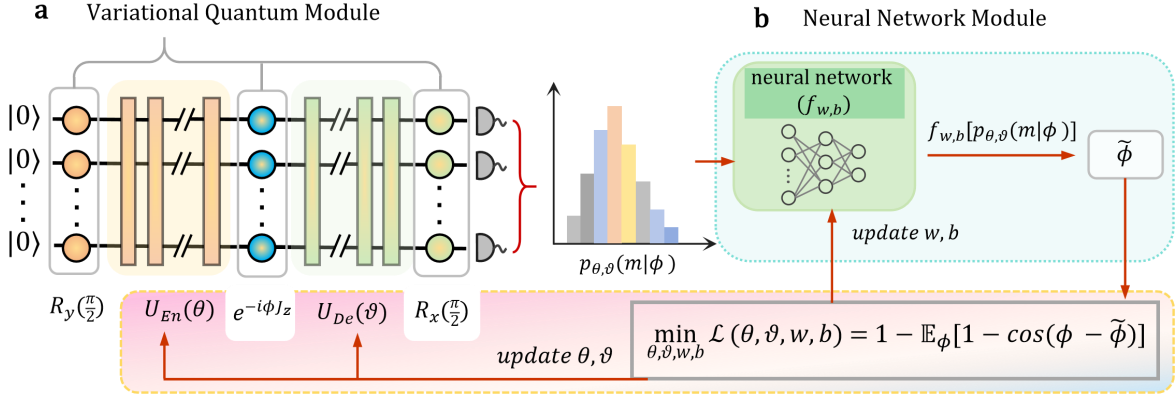 a Variational Quantum Module
b Neural Network Module
|0⟩
|0⟩
|0⟩
neural network
(f_{w,b})
f_{w,b}[p_{θ,ϑ}(m|ϕ)]
ϕ̃
update w, b
p_{θ,ϑ}(m|ϕ)
R_y(π/2)
U_{En}(θ)
e^{-iϕJ_z}
U_{De}(ϑ)
R_x(π/2)
min_{θ,ϑ,w,b} ℒ(θ, ϑ, w, b) = 1 − 𝔼_ϕ[1 − cos(ϕ − ϕ̃)]
update θ, ϑ